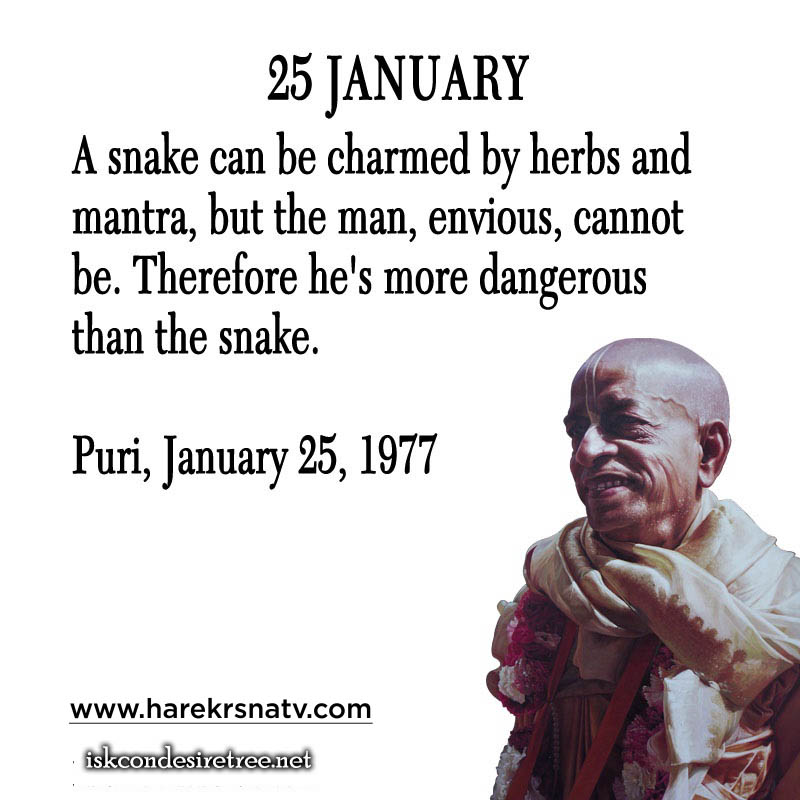 25 JANUARY
A snake can be charmed by herbs and
mantra, but the man, envious, cannot
be. Therefore he's more dangerous
than the snake.
Puri, January 25, 1977
www.harekrsnatv.com
iskcondesiretree.net